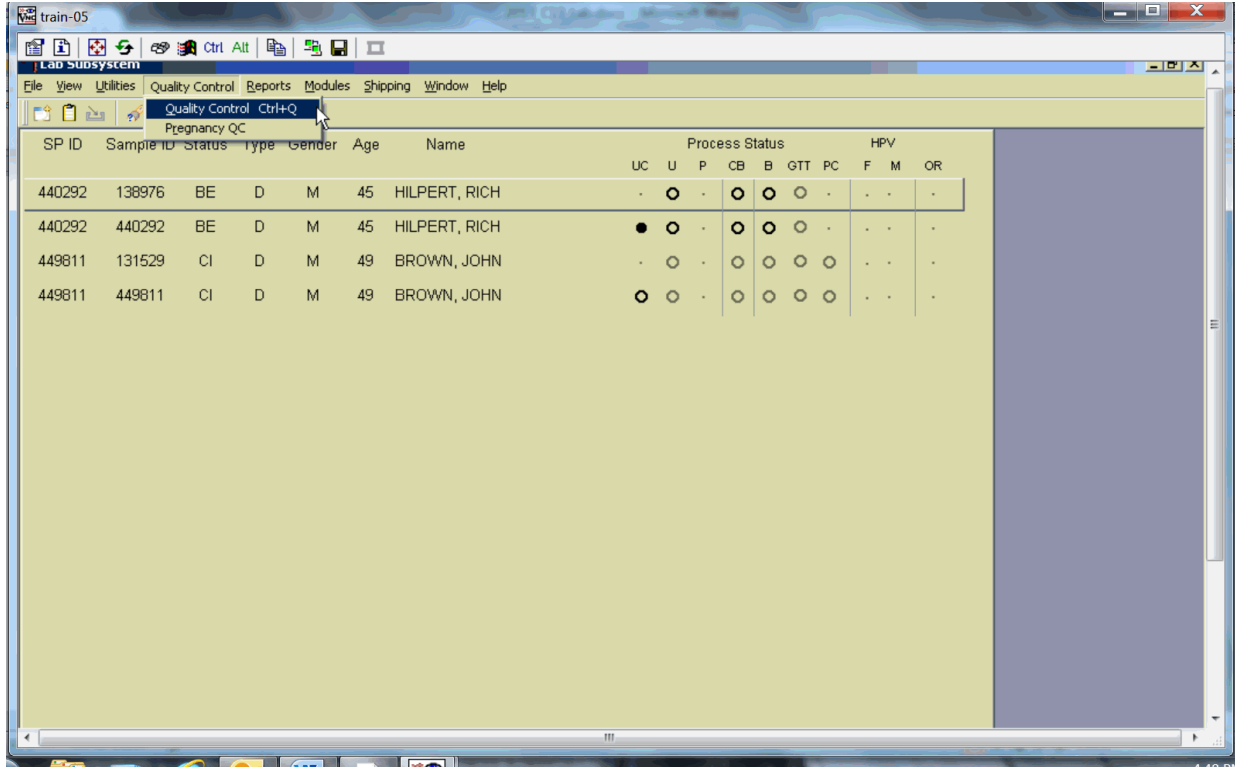 train-05
Ctrl Alt
Lab Subsystem
File View Utilities Quality Control Reports Modules Shipping Window Help
Quality Control Ctrl+Q
Pregnancy QC
SP ID Sample ID Status Type Gender Age Name Process Status HPV
UC U P CB B GTT PC F M OR
440292 138976 BE D M 45 HILPERT, RICH
440292 440292 BE D M 45 HILPERT, RICH
449811 131529 CI D M 49 BROWN, JOHN
449811 449811 CI D M 49 BROWN, JOHN